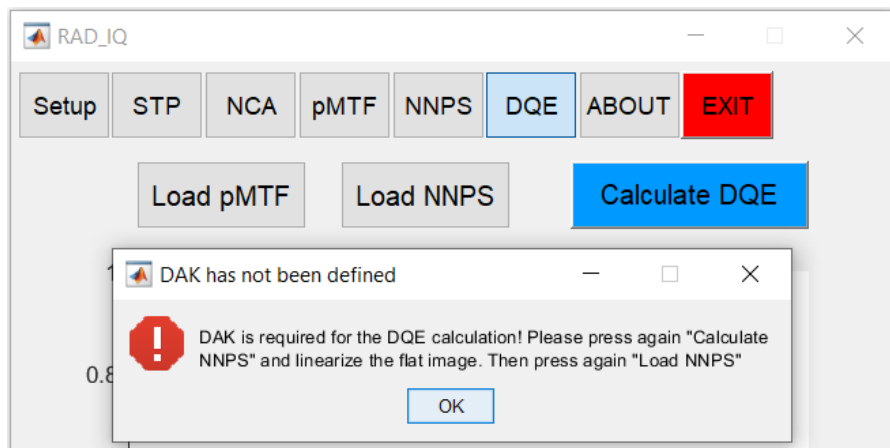 RAD_IQ
Setup STP NCA pMTF NNPS DQE ABOUT EXIT
Load pMTF Load NNPS Calculate DQE
1
DAK has not been defined
DAK is required for the DQE calculation! Please press again "Calculate
NNPS" and linearize the flat image. Then press again "Load NNPS"
0.8
OK